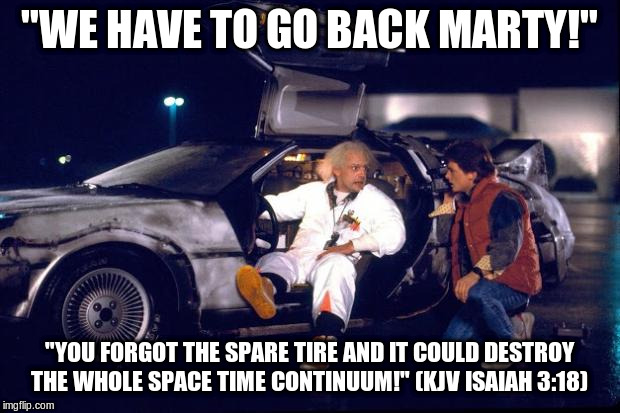 "WE HAVE TO GO BACK MARTY!"
"YOU FORGOT THE SPARE TIRE AND IT COULD DESTROY
THE WHOLE SPACE TIME CONTINUUM!" (KJV ISAIAH 3:18)
imgflip.com